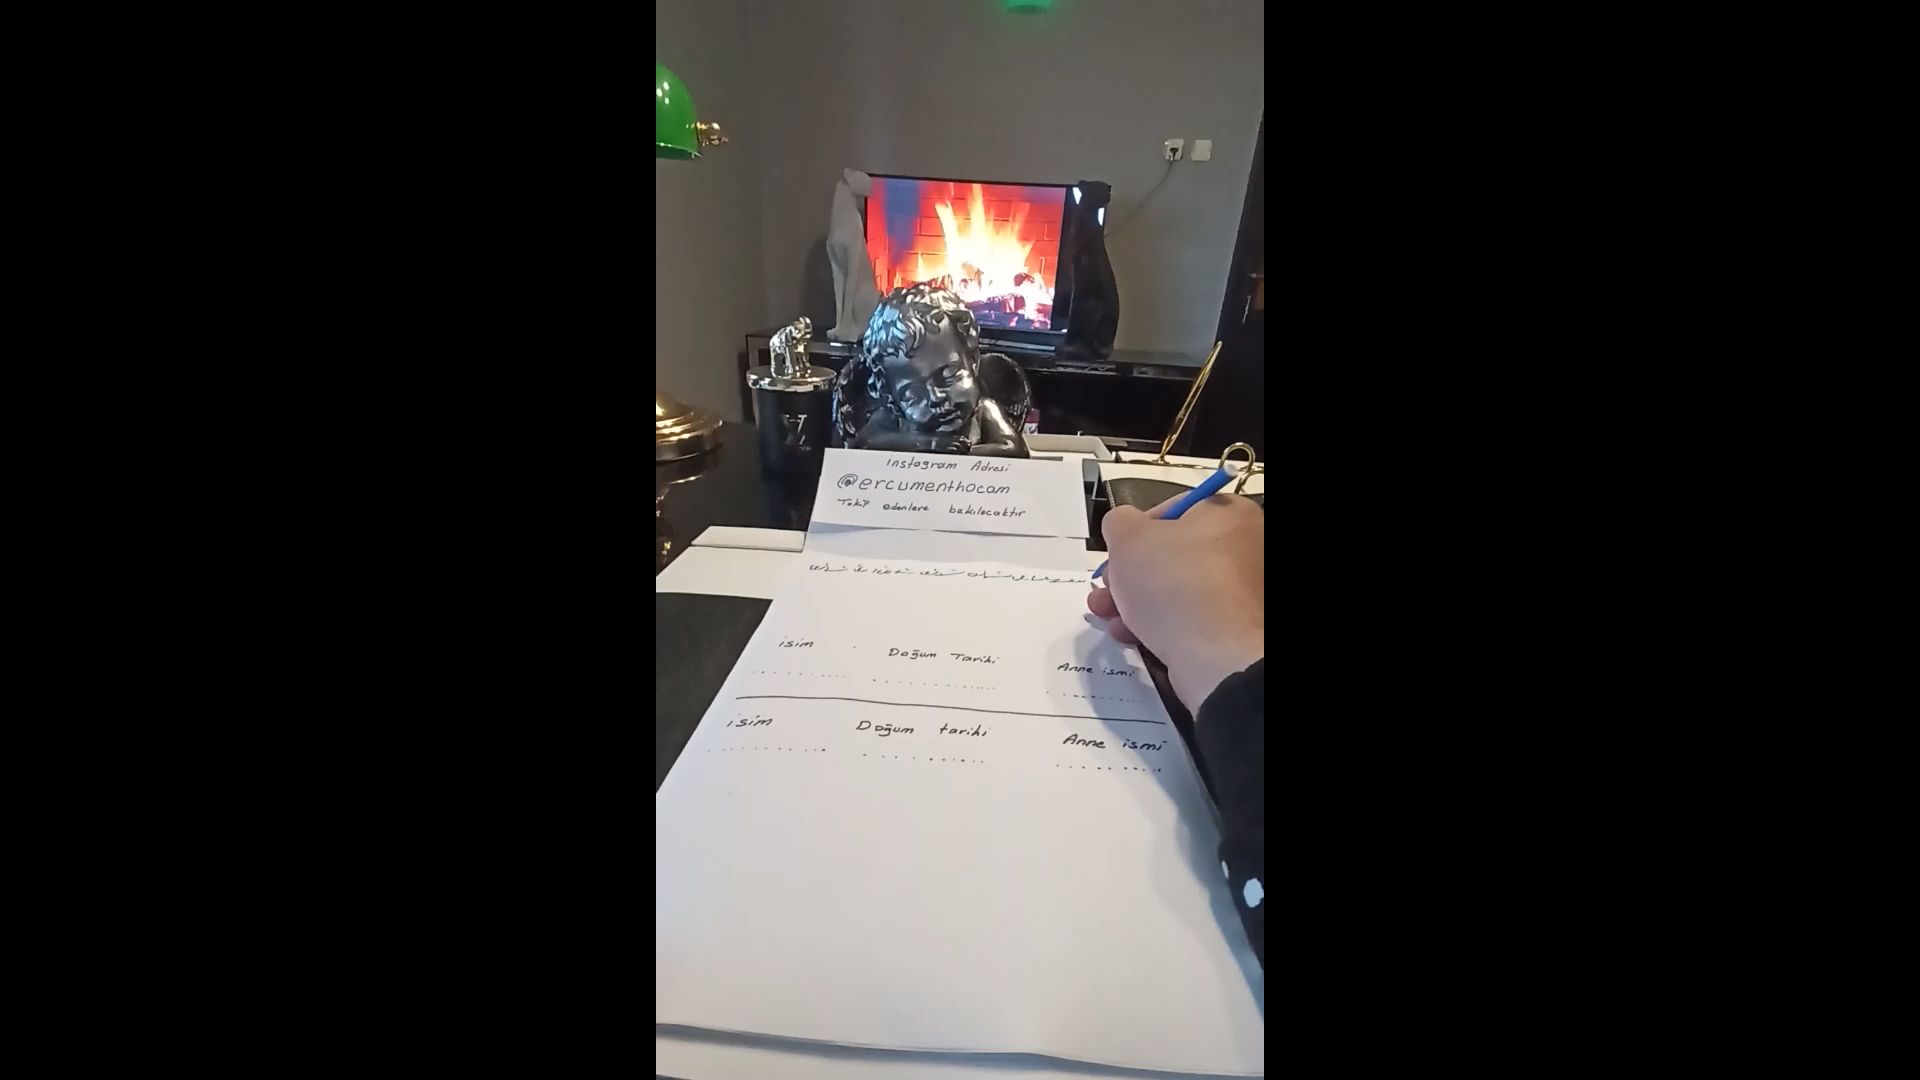 instagram Adresi
@ercumenthocam
Takip edenlere bakılacaktır
isim Doğum Tarihi Anne ismi
isim Doğum tarihi Anne ismi